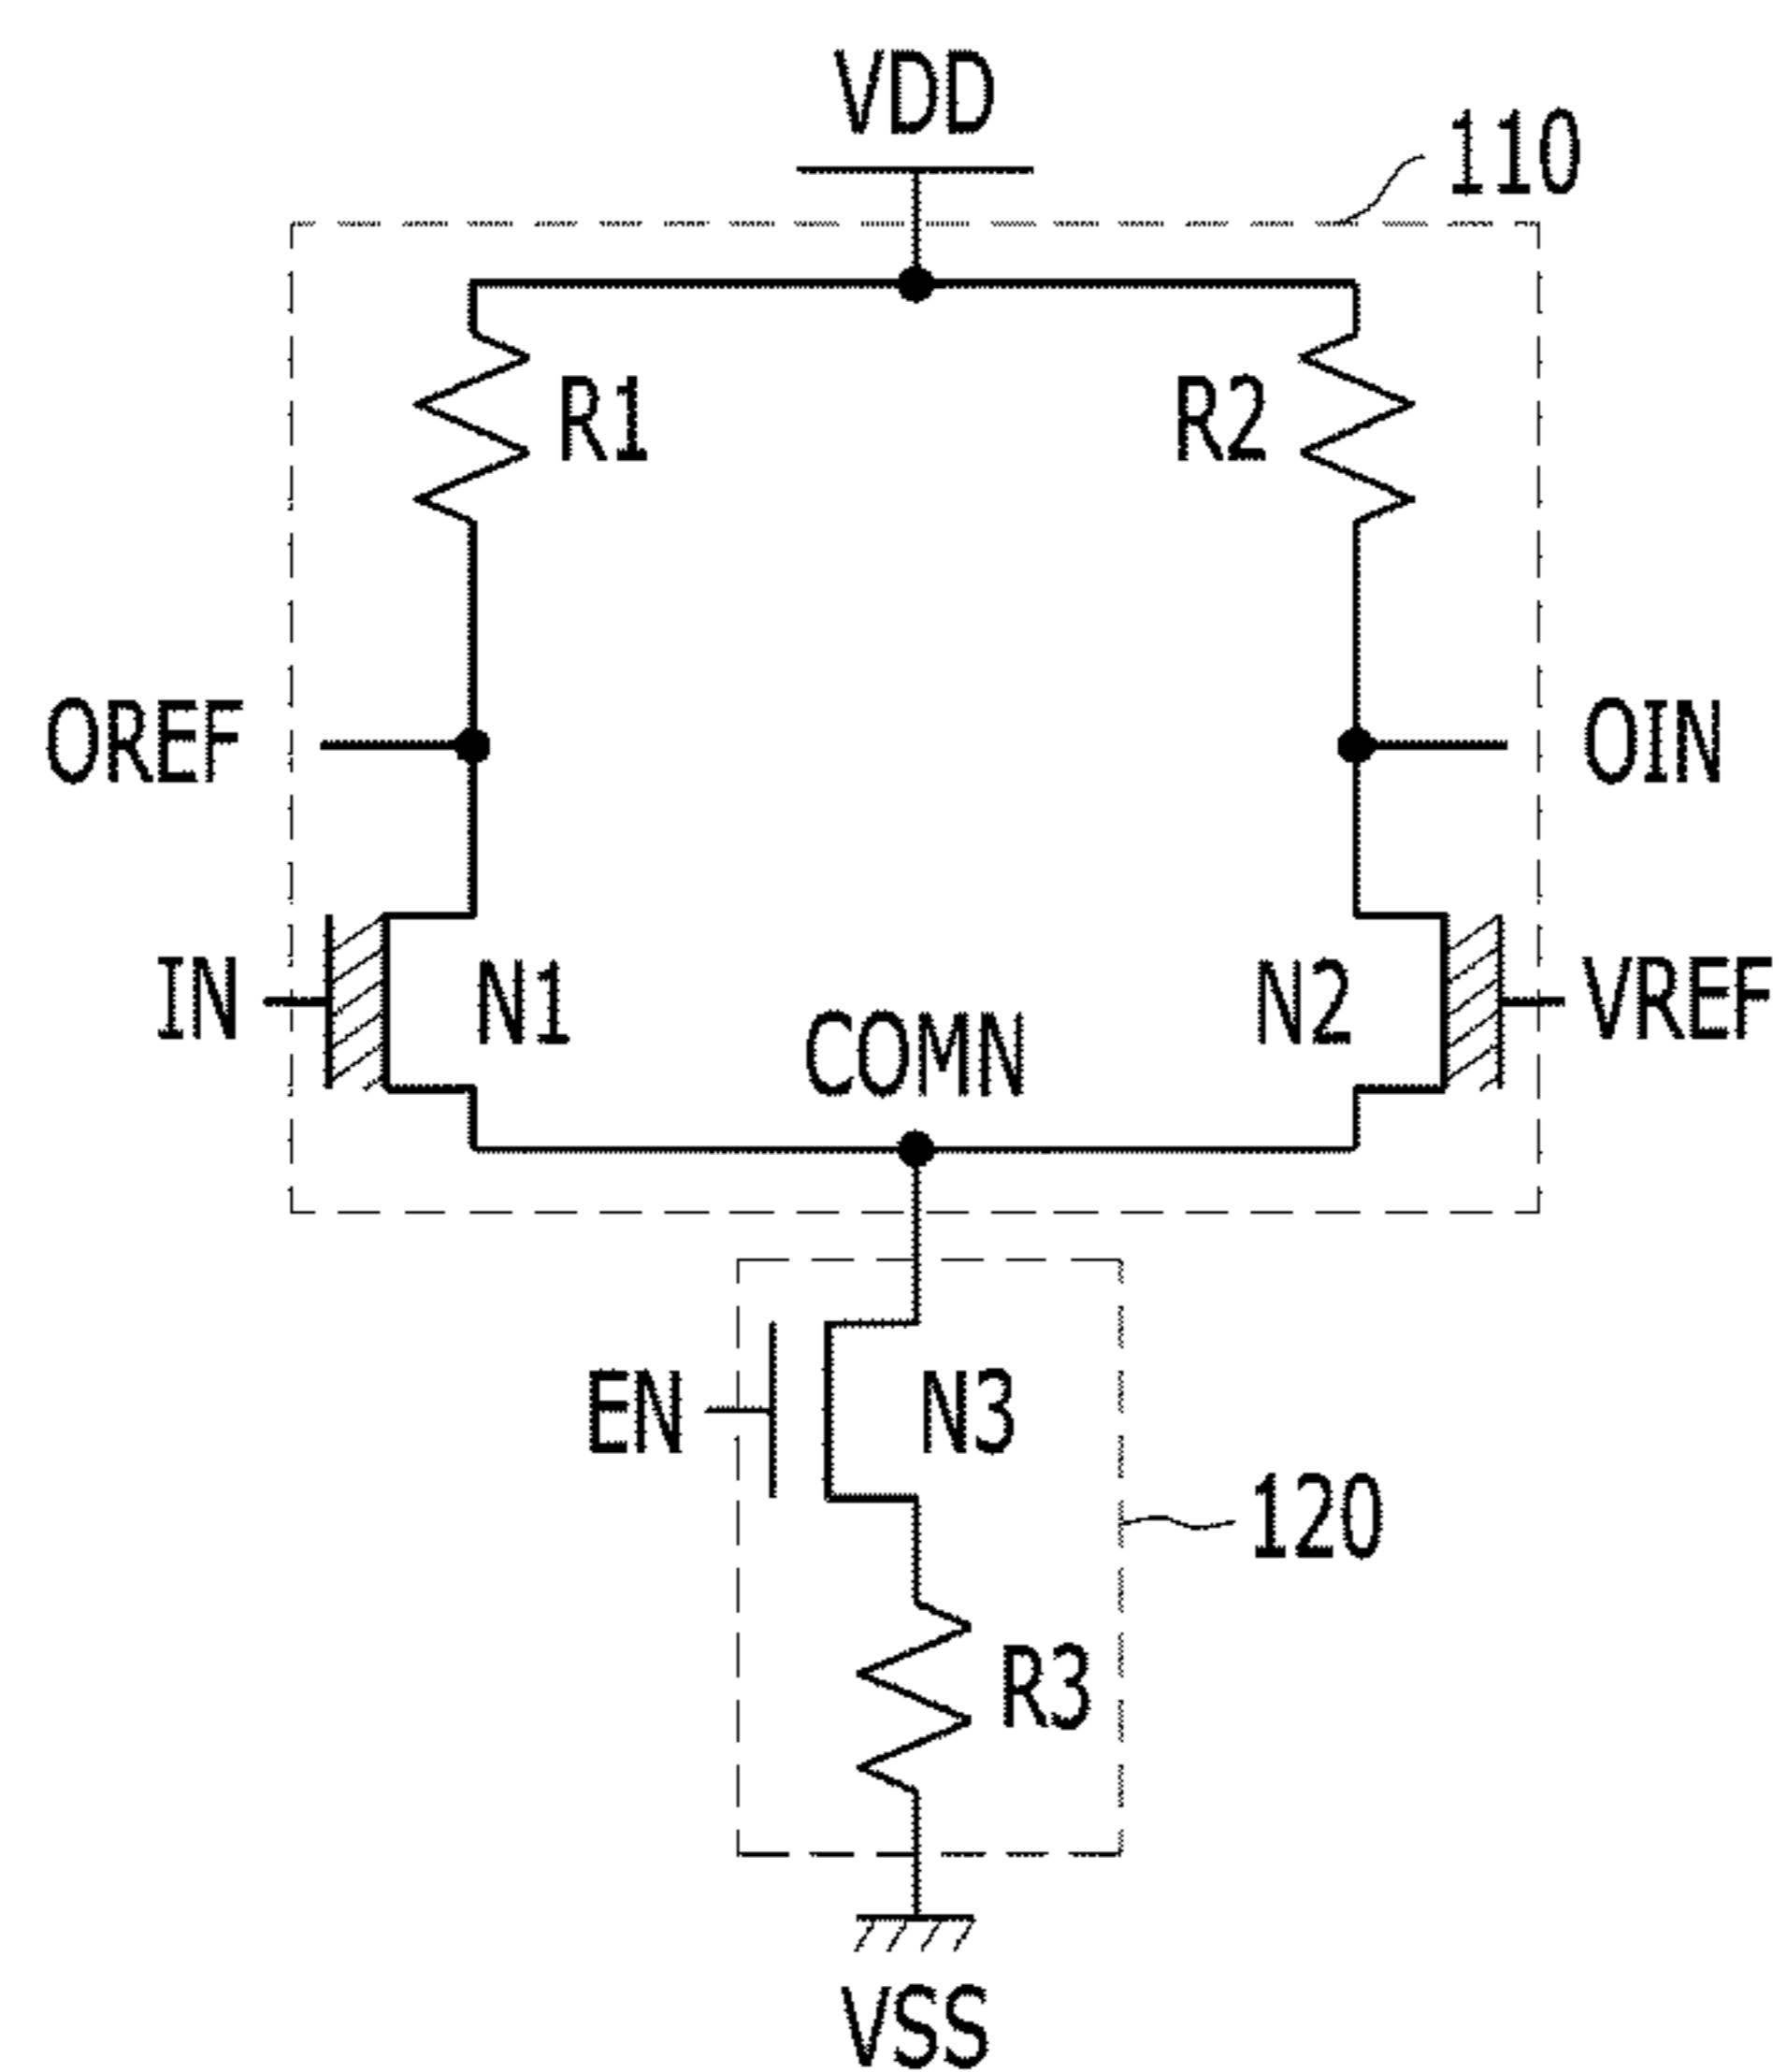 VDD
110
R1
R2
OREF
OIN
IN
N1
COMN
N2
VREF
EN
N3
120
R3
VSS